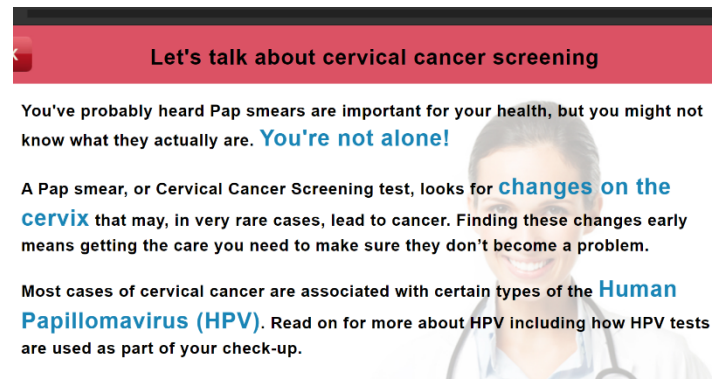 Let's talk about cervical cancer screening
You've probably heard Pap smears are important for your health, but you might not
know what they actually are. You're not alone!
A Pap smear, or Cervical Cancer Screening test, looks for changes on the
cervix that may, in very rare cases, lead to cancer. Finding these changes early
means getting the care you need to make sure they don’t become a problem.
Most cases of cervical cancer are associated with certain types of the Human
Papillomavirus (HPV). Read on for more about HPV including how HPV tests
are used as part of your check-up.